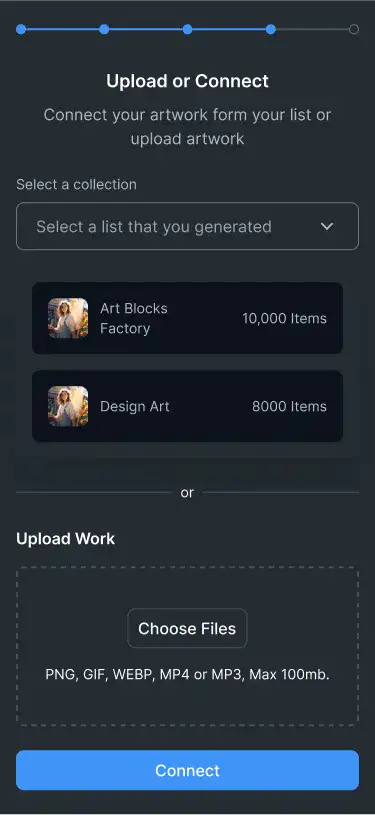 Upload or Connect
Connect your artwork form your list or
upload artwork
Select a collection
Select a list that you generated
Art Blocks
Factory
10,000 Items
Design Art
8000 Items
or
Upload Work
Choose Files
PNG, GIF, WEBP, MP4 or MP3, Max 100mb.
Connect